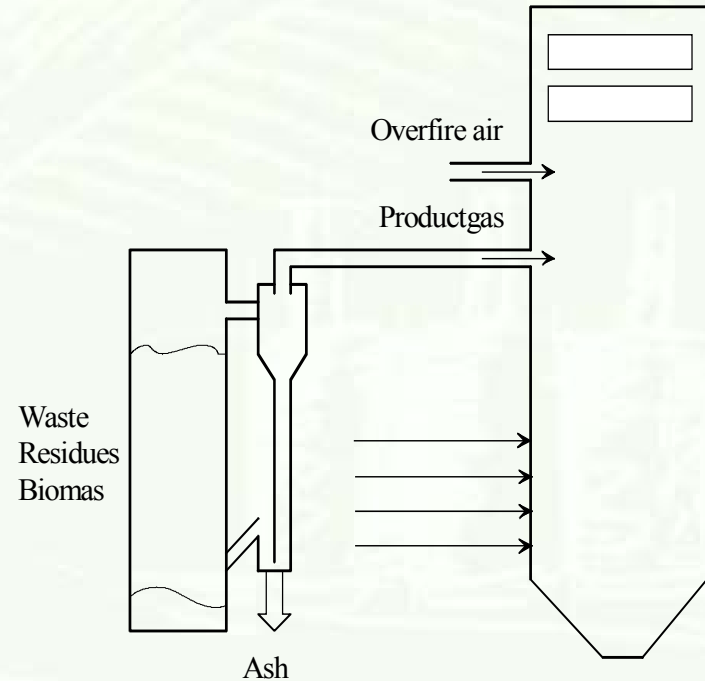 Overfire air
Productgas
Waste
Residues
Biomas
Ash